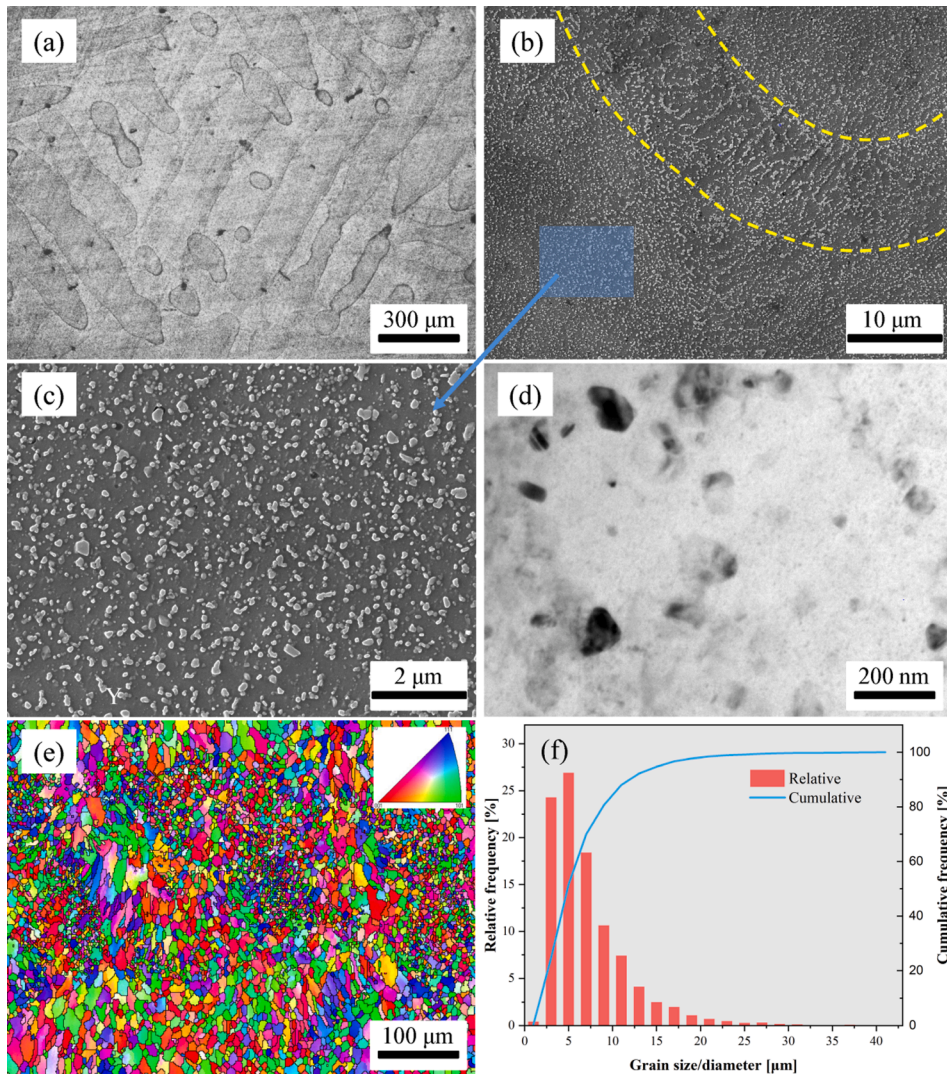 (a)
300 μm
(b)
10 μm
(c)
2 μm
(d)
200 nm
(e)
111
100 μm
(f)
Relative
Cumulative
Relative frequency [%]
0
5
10
15
20
25
30
Cumulative frequency [%]
0
20
40
60
80
100
0
5
10
15
20
25
30
35
40
Grain size/diameter [μm]